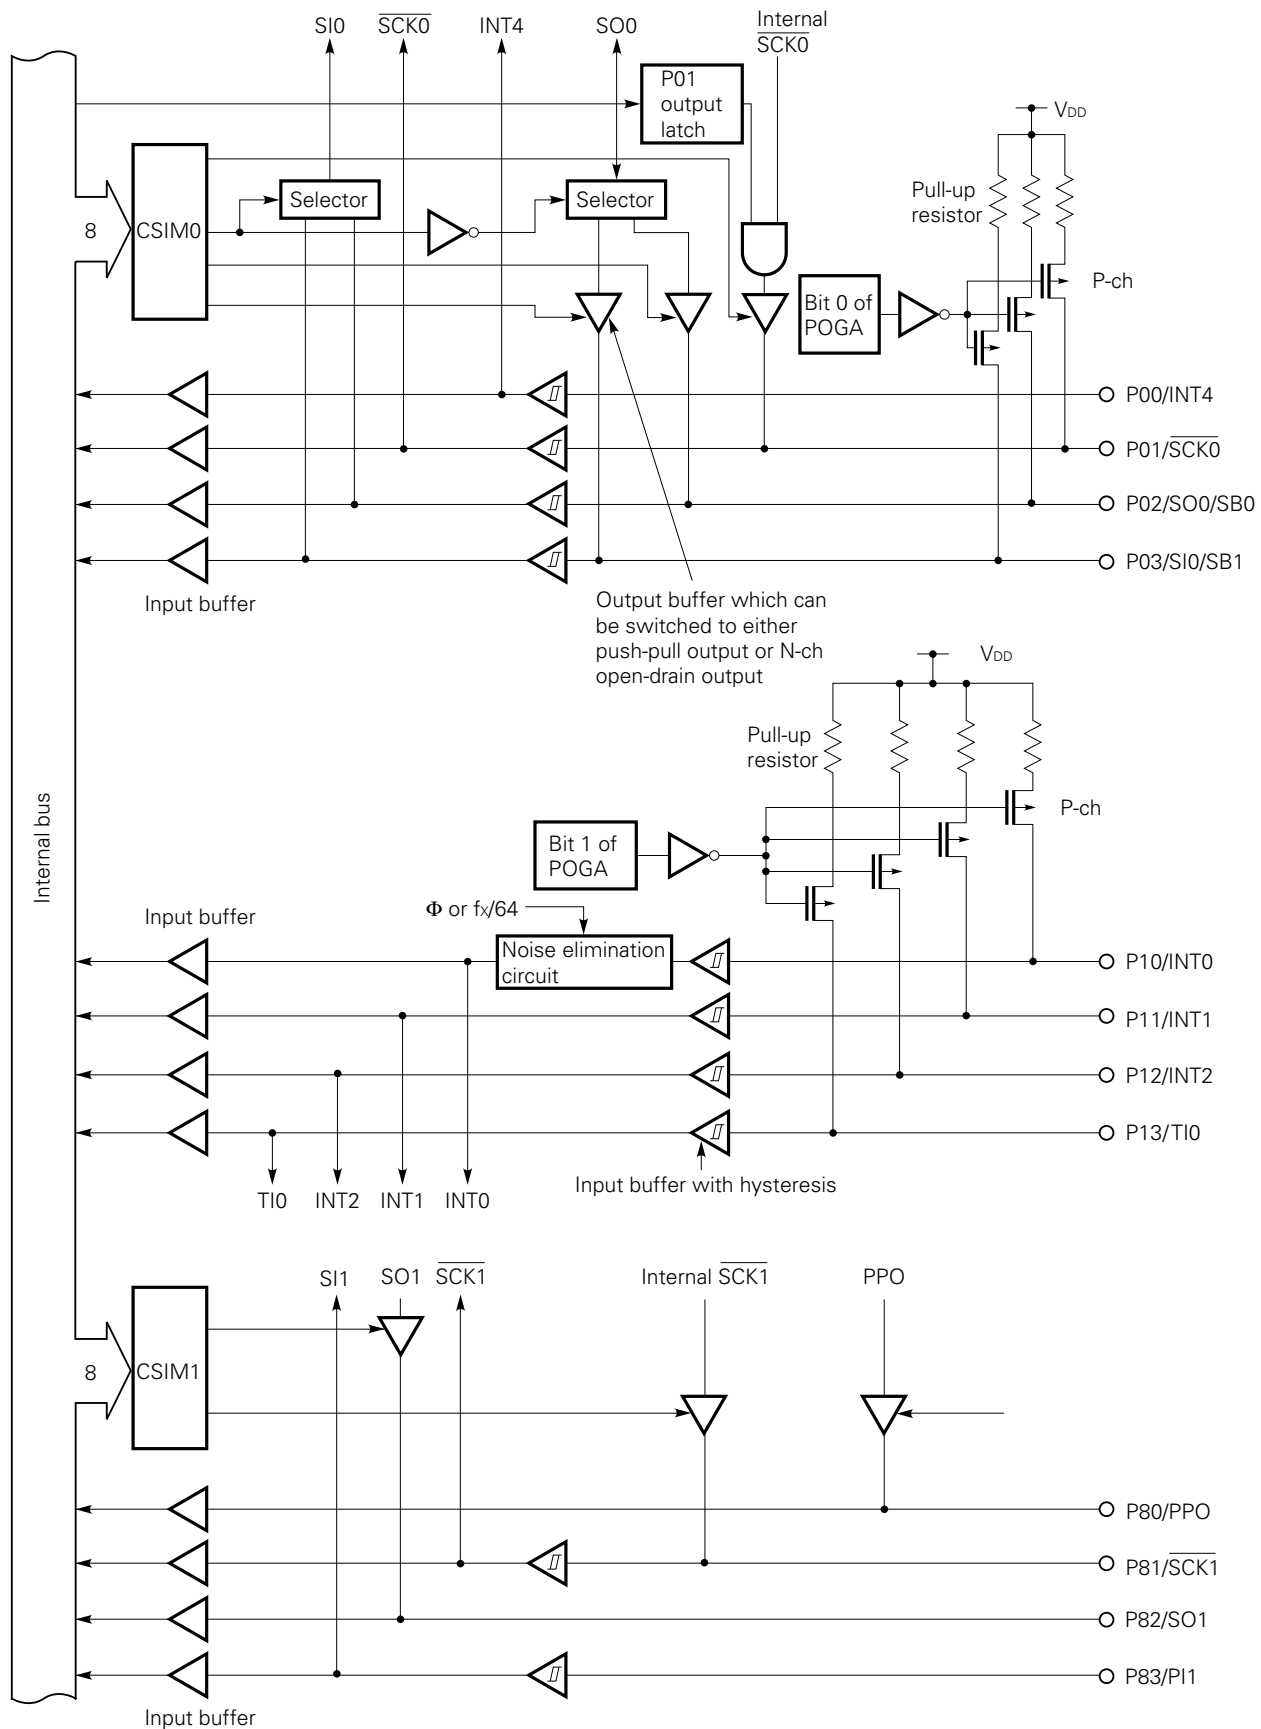 SI0
SCK0
INT4
SO0
Internal
SCK0
P01
output
latch
VDD
Pull-up
resistor
Selector
Selector
8
CSIM0
P-ch
Bit 0 of
POGA
P00/INT4
P01/SCK0
P02/SO0/SB0
P03/SI0/SB1
Input buffer
Output buffer which can
be switched to either
push-pull output or N-ch
open-drain output
VDD
Pull-up
resistor
P-ch
Internal bus
Bit 1 of
POGA
Input buffer
Φ or fX/64
Noise elimination
circuit
P10/INT0
P11/INT1
P12/INT2
P13/TI0
Input buffer with hysteresis
TI0
INT2
INT1
INT0
SI1
SO1
SCK1
Internal SCK1
PPO
8
CSIM1
P80/PPO
P81/SCK1
P82/SO1
P83/PI1
Input buffer